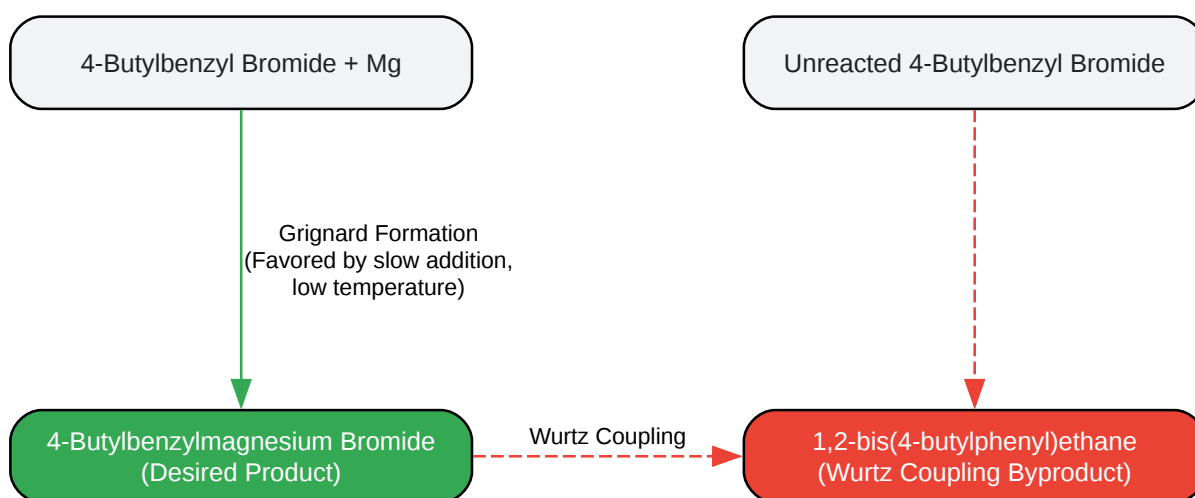 4-Butylbenzyl Bromide + Mg
Unreacted 4-Butylbenzyl Bromide
Grignard Formation
(Favored by slow addition,
low temperature)
4-Butylbenzylmagnesium Bromide
(Desired Product)
Wurtz Coupling
1,2-bis(4-butylphenyl)ethane
(Wurtz Coupling Byproduct)